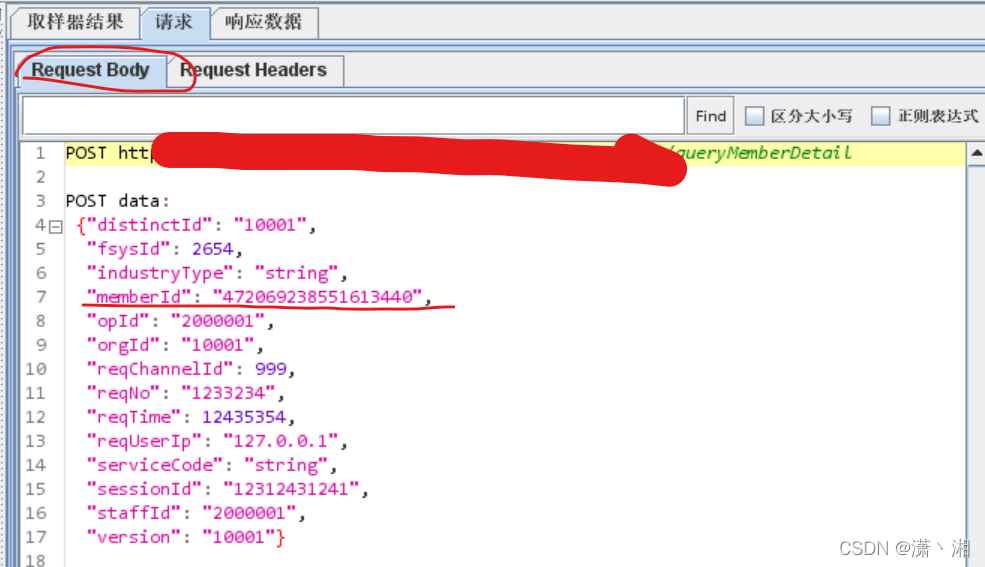 取样器结果 请求 响应数据
Request Body Request Headers
Find 区分大小写 正则表达式
1 POST htt /queryMemberDetail
2
3 POST data:
4 {"distinctId": "10001",
5 "fsysId": 2654,
6 "industryType": "string",
7 "memberId": "472069238551613440",
8 "opId": "2000001",
9 "orgId": "10001",
10 "reqChannelId": 999,
11 "reqNo": "1233234",
12 "reqTime": 12435354,
13 "reqUserIp": "127.0.0.1",
14 "serviceCode": "string",
15 "sessionId": "12312431241",
16 "staffId": "2000001",
17 "version": "10001"}
18
CSDN @潇丶湘